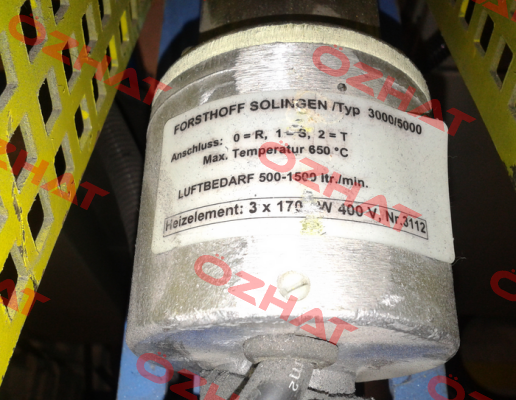 FORSTHOFF SOLINGEN /Typ 3000/5000
Anschluss: 0 = R, 1 = S, 2 = T
Max. Temperatur 650 °C
LUFTBEDARF 500-1500 ltr./min.
Heizelement: 3 x 170 W 400 V, Nr.3112
OZHAT
OZHAT
OZHAT
OZHAT
OZHAT
OZHAT
OZHAT